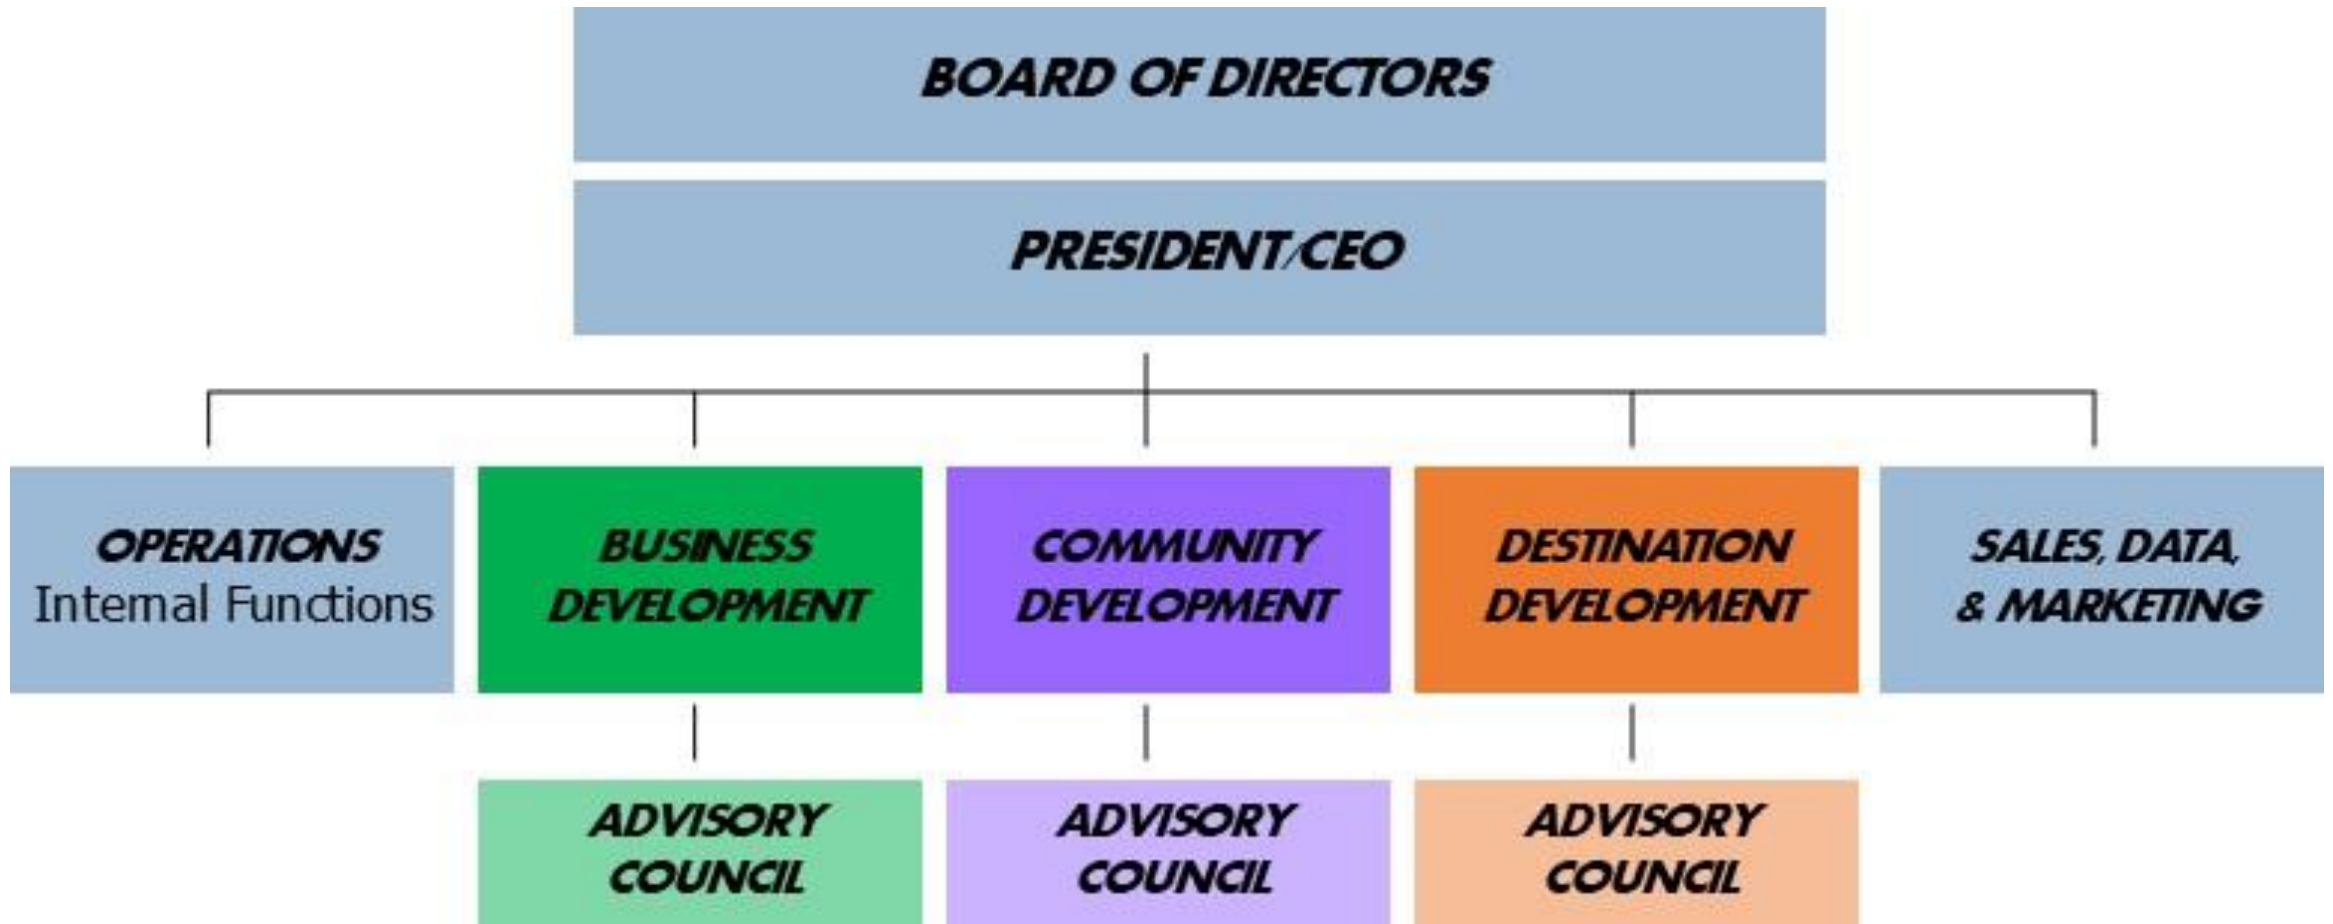 BOARD OF DIRECTORS
PRESIDENT/CEO
OPERATIONS
Internal Functions
BUSINESS
DEVELOPMENT
COMMUNITY
DEVELOPMENT
DESTINATION
DEVELOPMENT
SALES, DATA,
& MARKETING
ADVISORY
COUNCIL
ADVISORY
COUNCIL
ADVISORY
COUNCIL